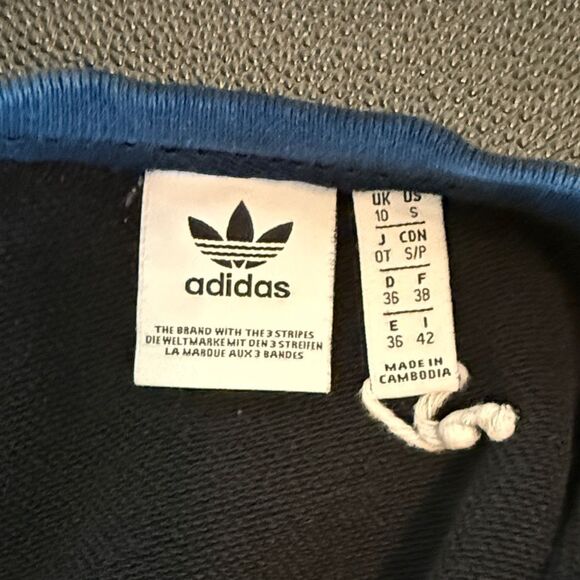 adidas
THE BRAND WITH THE 3 STRIPES
DIE WELTMARKE MIT DEN 3 STREIFEN
LA MARQUE AUX 3 BANDES
UK US
10 S
J CDN
OT S/P
D F
36 38
E I
36 42
MADE IN
CAMBODIA